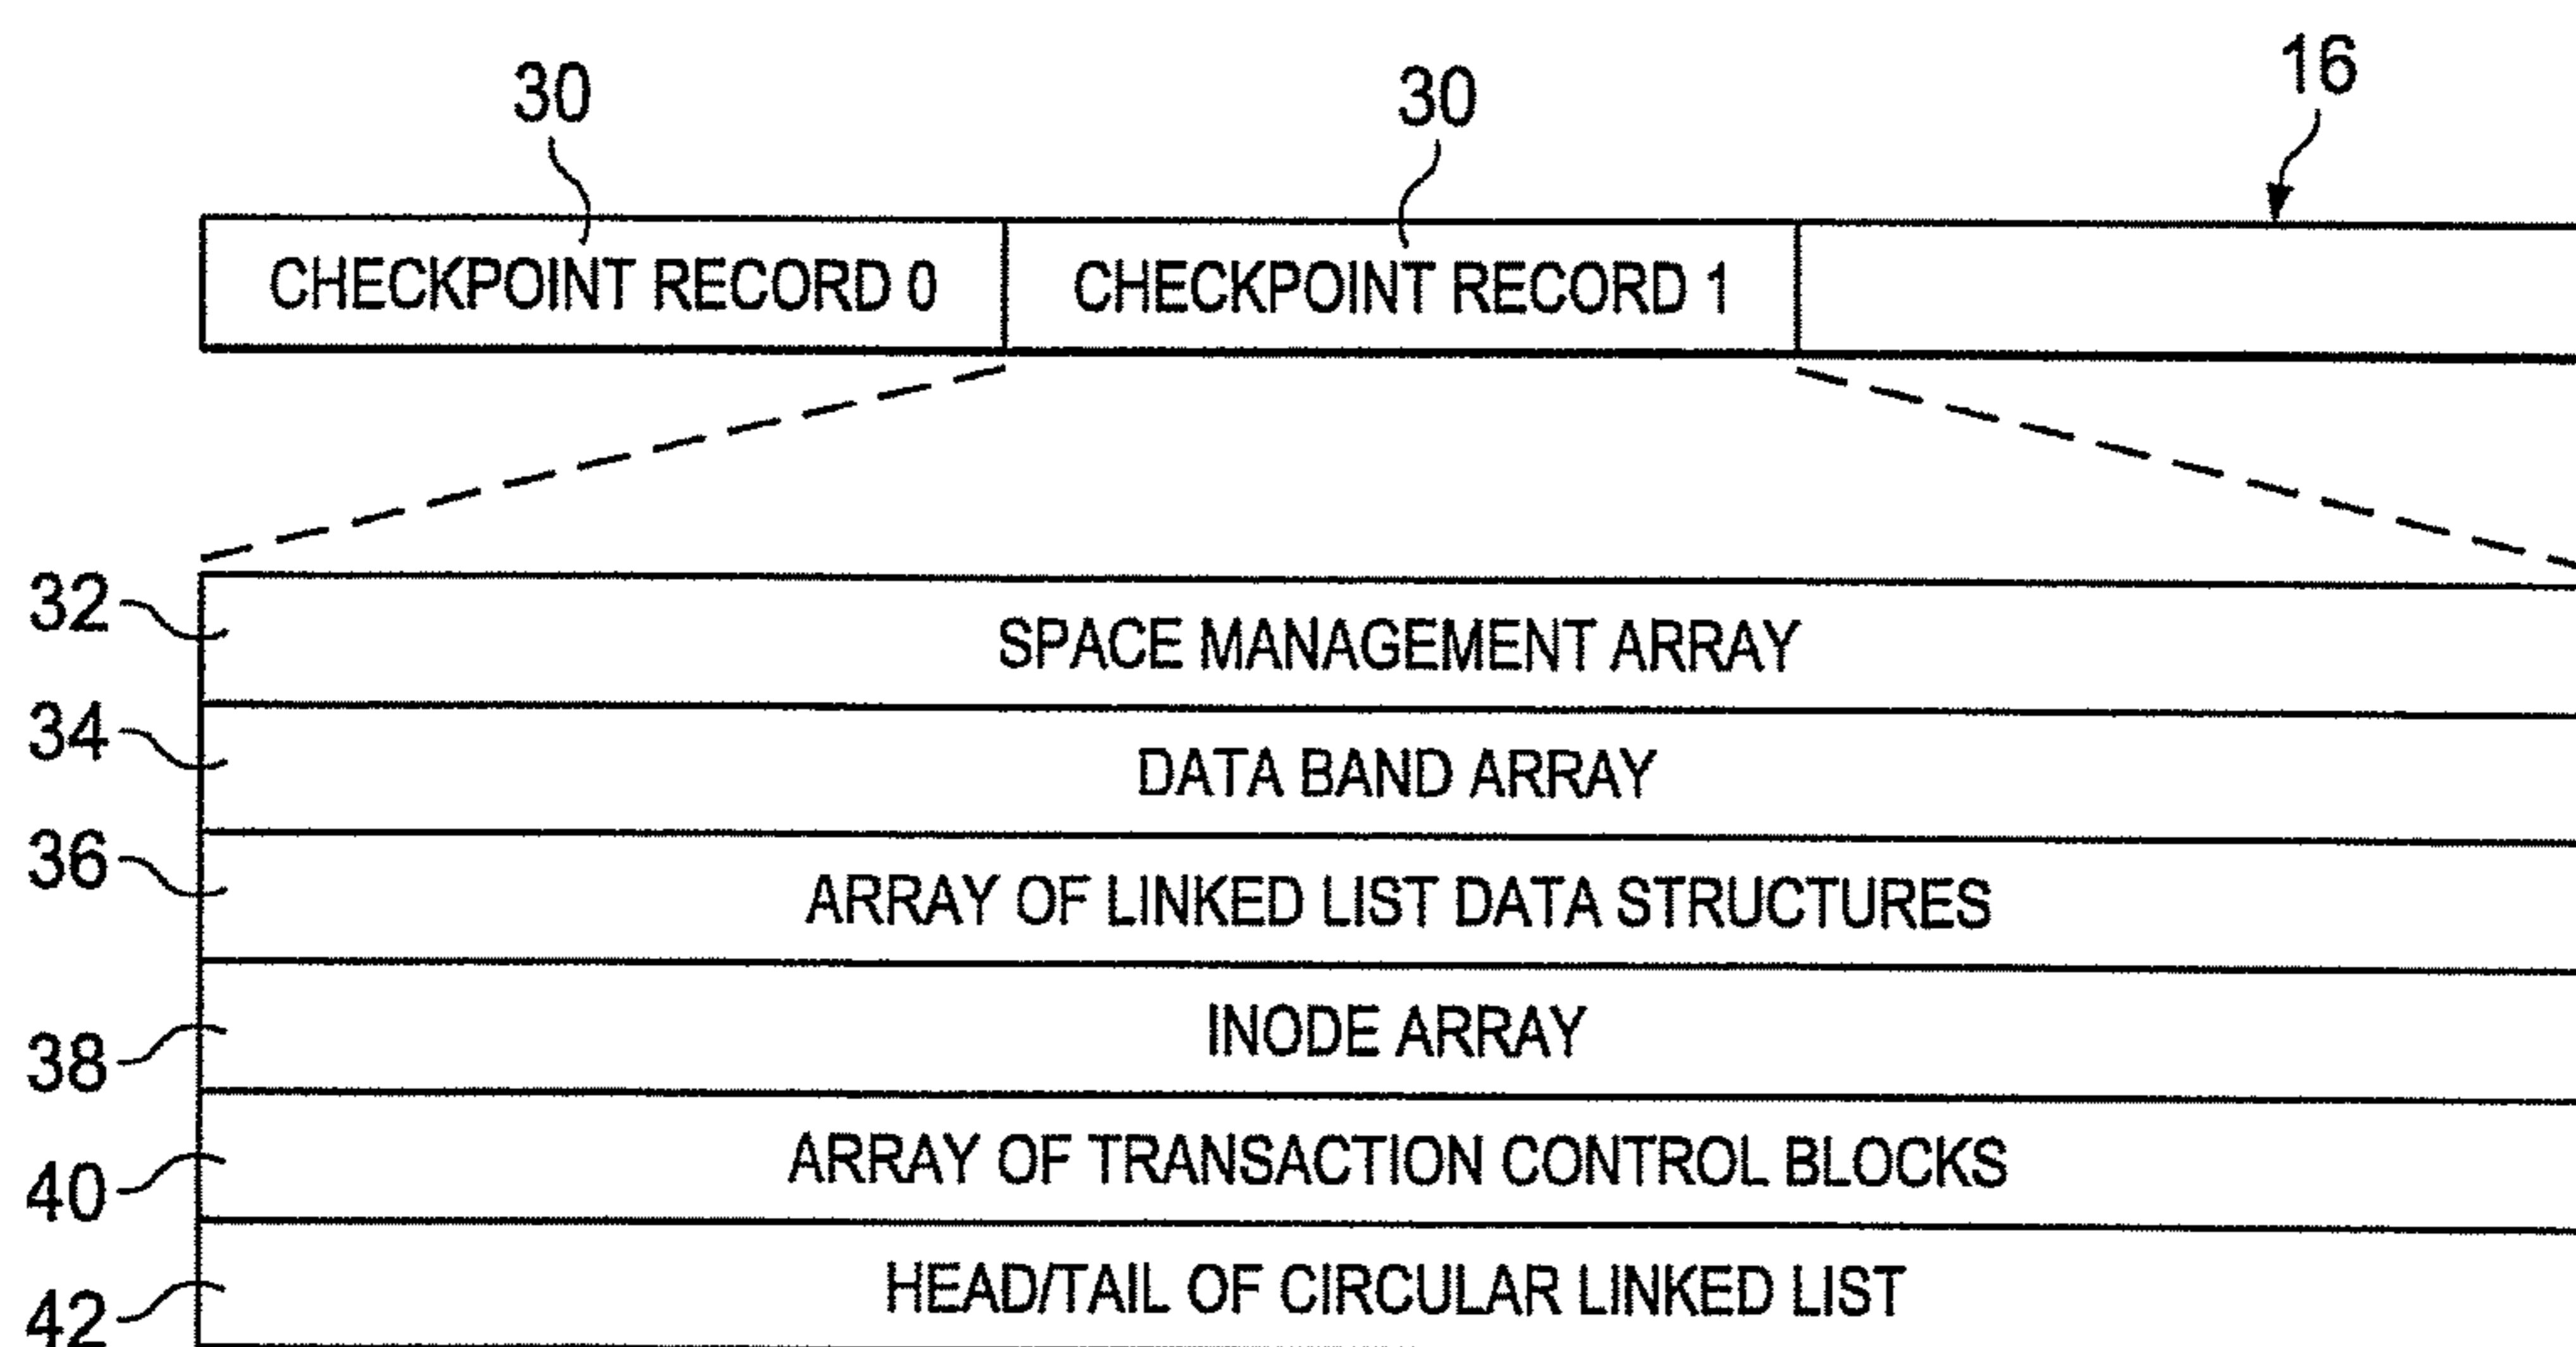 30 30 16
CHECKPOINT RECORD 0 CHECKPOINT RECORD 1
32 SPACE MANAGEMENT ARRAY
34 DATA BAND ARRAY
36 ARRAY OF LINKED LIST DATA STRUCTURES
38 INODE ARRAY
40 ARRAY OF TRANSACTION CONTROL BLOCKS
42 HEAD/TAIL OF CIRCULAR LINKED LIST